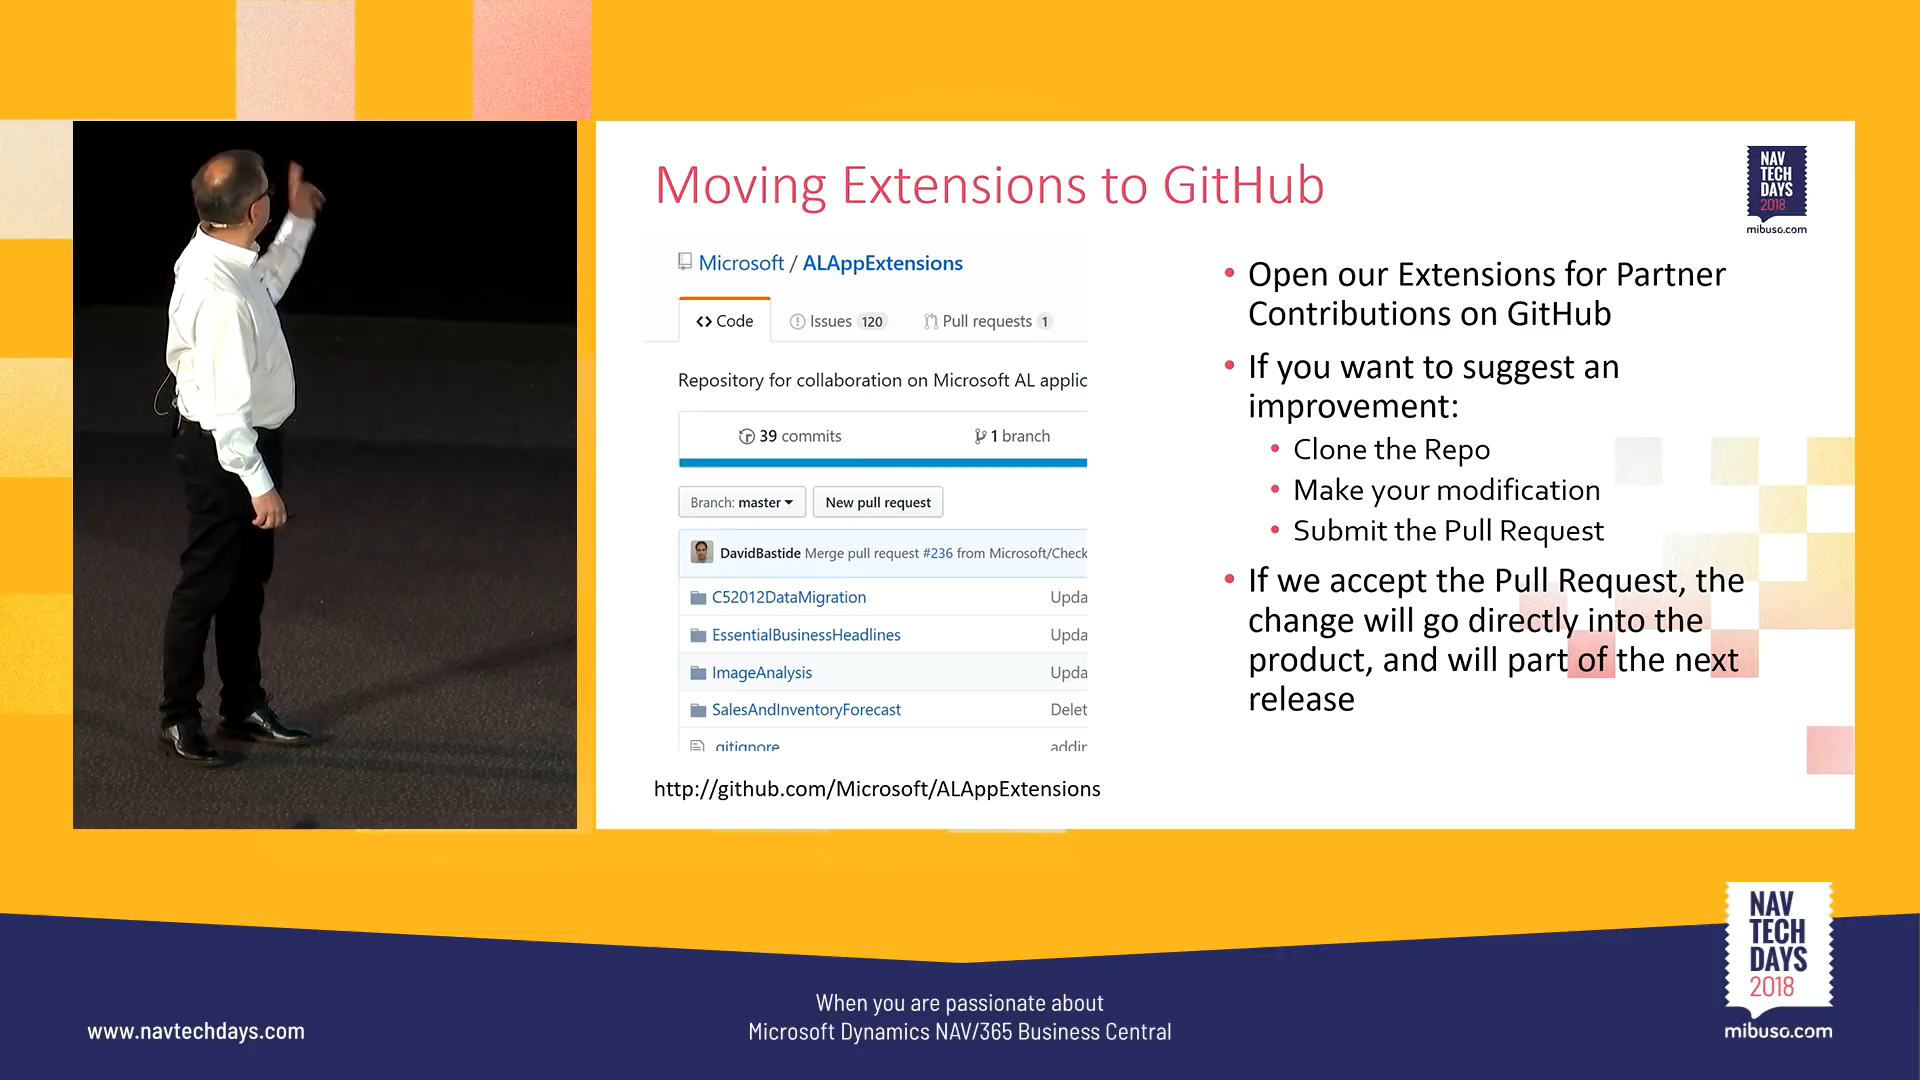 Moving Extensions to GitHub
NAV
TECH
DAYS
2018
mibuso.com
Microsoft / ALAppExtensions
Code
Issues 120
Pull requests 1
Repository for collaboration on Microsoft AL applic
39 commits
1 branch
Branch: master
New pull request
DavidBastide Merge pull request #236 from Microsoft/Check
C52012DataMigration Upda
EssentialBusinessHeadlines Upda
ImageAnalysis Upda
SalesAndInventoryForecast Delet
.gitignore addin
http://github.com/Microsoft/ALAppExtensions
• Open our Extensions for Partner
Contributions on GitHub
• If you want to suggest an
improvement:
• Clone the Repo
• Make your modification
• Submit the Pull Request
• If we accept the Pull Request, the
change will go directly into the
product, and will part of the next
release
www.navtechdays.com
When you are passionate about
Microsoft Dynamics NAV/365 Business Central
NAV
TECH
DAYS
2018
mibuso.com